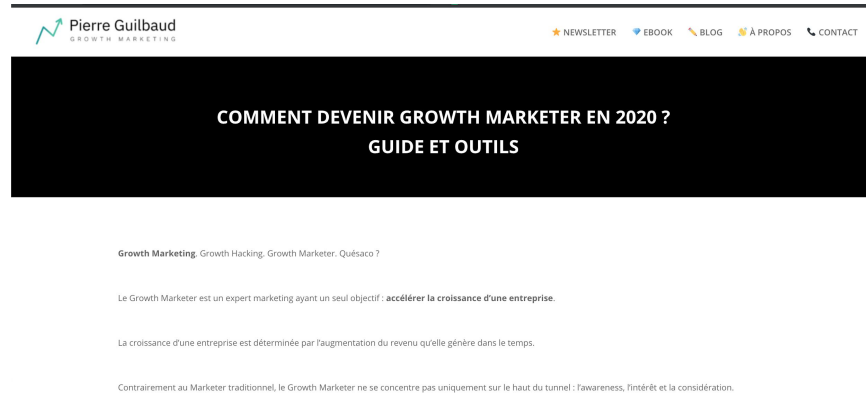 Pierre Guilbaud
GROWTH MARKETING
NEWSLETTER
EBOOK
BLOG
À PROPOS
CONTACT
COMMENT DEVENIR GROWTH MARKETER EN 2020 ?
GUIDE ET OUTILS
Growth Marketing. Growth Hacking. Growth Marketer. Quésaco ?
Le Growth Marketer est un expert marketing ayant un seul objectif : accélérer la croissance d'une entreprise.
La croissance d'une entreprise est déterminée par l'augmentation du revenu qu'elle génère dans le temps.
Contrairement au Marketer traditionnel, le Growth Marketer ne se concentre pas uniquement sur le haut du tunnel : l'awareness, l'intérêt et la considération.